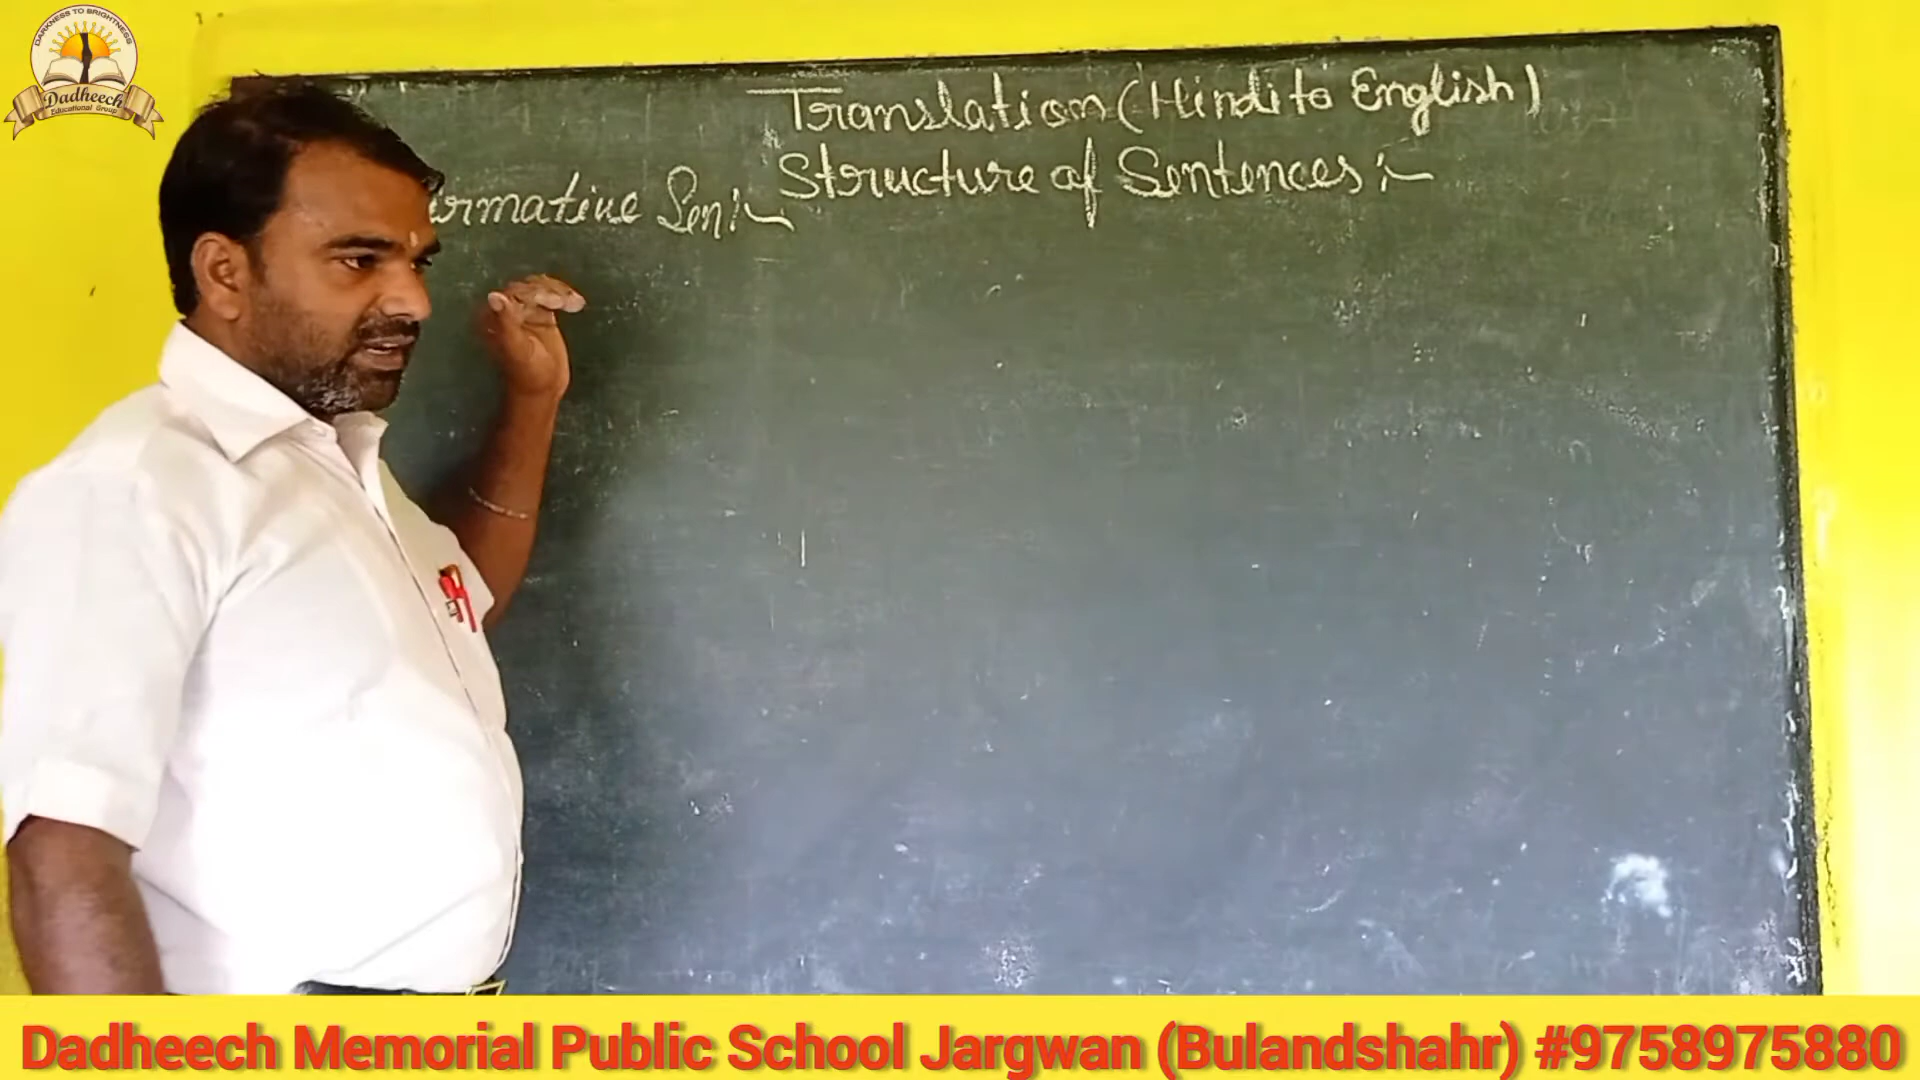 DARKNESS TO BRIGHTNESS
Dadheech
Educational Group
Translation (Hindi to English)
Structure of Sentences :-
Sen :-
Dadheech Memorial Public School Jargwan (Bulandshahr) #9758975880